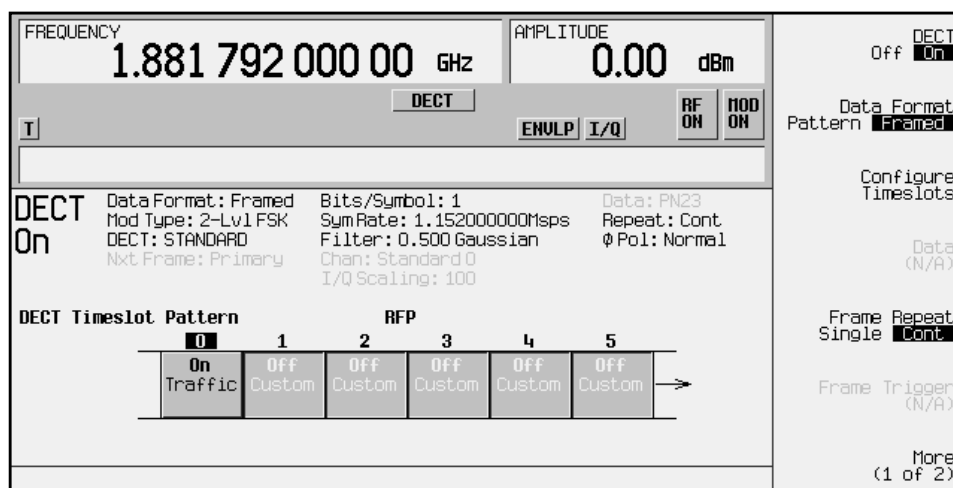 FREQUENCY
1.881 792 000 00 GHz
AMPLITUDE
0.00 dBm
DECT
RF ON
MOD ON
T
ENVLP
I/Q
DECT On
Data Format: Framed
Mod Type: 2-Lvl FSK
DECT: STANDARD
Nxt Frame: Primary
Bits/Symbol: 1
Sym Rate: 1.152000000Msps
Filter: 0.500 Gaussian
Chan: Standard 0
I/Q Scaling: 100
Data: PN23
Repeat: Cont
Φ Pol: Normal
DECT Timeslot Pattern
RFP
0 1 2 3 4 5
On Off Off Off Off Off
Traffic Custom Custom Custom Custom Custom
DECT
Off On
Data Format
Pattern Framed
Configure
Timeslots
Data
(N/A)
Frame Repeat
Single Cont
Frame Trigger
(N/A)
More
(1 of 2)